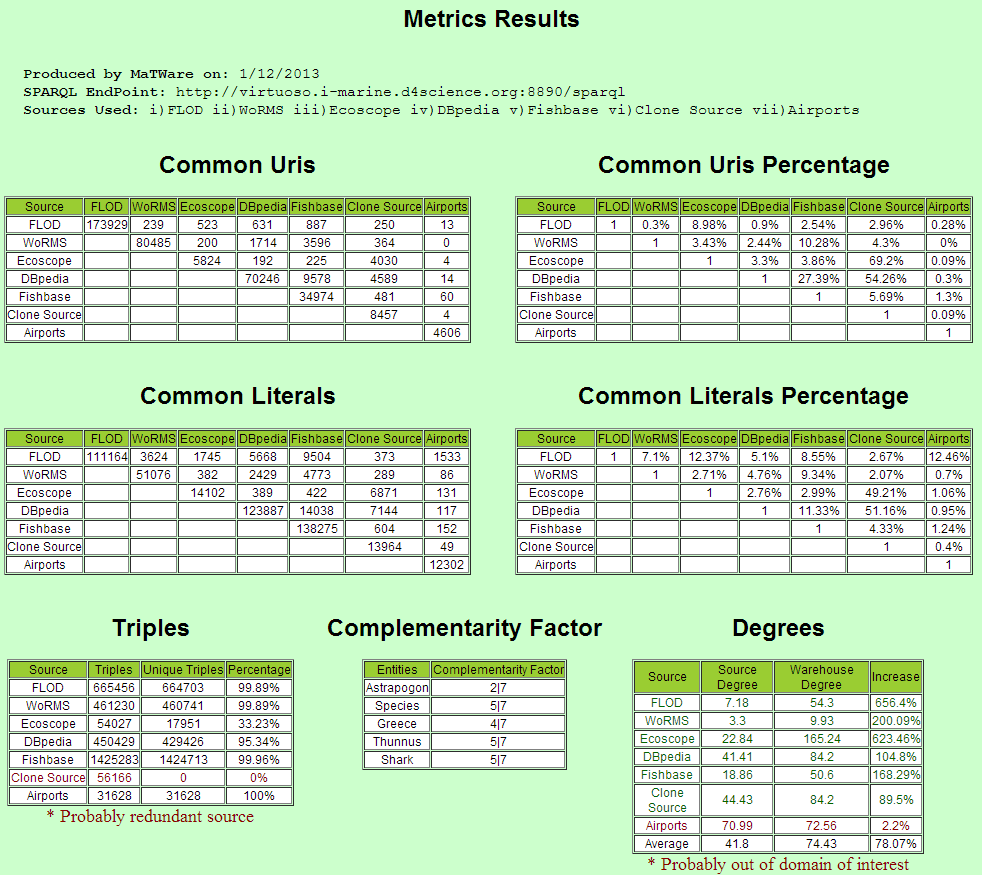 Metrics Results
Produced by MaTWare on: 1/12/2013
SPARQL EndPoint: http://virtuoso.i-marine.d4science.org:8890/sparql
Sources Used: i)FLOD ii)WoRMS iii)Ecoscope iv)DBpedia v)Fishbase vi)Clone Source vii)Airports
Common Uris
Source FLOD WoRMS Ecoscope DBpedia Fishbase Clone Source Airports
FLOD 173929 239 523 631 887 250 13
WoRMS 80485 200 1714 3596 364 0
Ecoscope 5824 192 225 4030 4
DBpedia 70246 9578 4589 14
Fishbase 34974 481 60
Clone Source 8457 4
Airports 4606
Common Uris Percentage
Source FLOD WoRMS Ecoscope DBpedia Fishbase Clone Source Airports
FLOD 1 0.3% 8.98% 0.9% 2.54% 2.96% 0.28%
WoRMS 1 3.43% 2.44% 10.28% 4.3% 0%
Ecoscope 1 3.3% 3.86% 69.2% 0.09%
DBpedia 1 27.39% 54.26% 0.3%
Fishbase 1 5.69% 1.3%
Clone Source 1 0.09%
Airports 1
Common Literals
Source FLOD WoRMS Ecoscope DBpedia Fishbase Clone Source Airports
FLOD 111164 3624 1745 5668 9504 373 1533
WoRMS 51076 382 2429 4773 289 86
Ecoscope 14102 389 422 6871 131
DBpedia 123887 14038 7144 117
Fishbase 138275 604 152
Clone Source 13964 49
Airports 12302
Common Literals Percentage
Source FLOD WoRMS Ecoscope DBpedia Fishbase Clone Source Airports
FLOD 1 7.1% 12.37% 5.1% 8.55% 2.67% 12.46%
WoRMS 1 2.71% 4.76% 9.34% 2.07% 0.7%
Ecoscope 1 2.76% 2.99% 49.21% 1.06%
DBpedia 1 11.33% 51.16% 0.95%
Fishbase 1 4.33% 1.24%
Clone Source 1 0.4%
Airports 1
Triples
Source Triples Unique Triples Percentage
FLOD 665456 664703 99.89%
WoRMS 461230 460741 99.89%
Ecoscope 54027 17951 33.23%
DBpedia 450429 429426 95.34%
Fishbase 1425283 1424713 99.96%
Clone Source 56166 0 0%
Airports 31628 31628 100%
* Probably redundant source
Complementarity Factor
Entities Complementarity Factor
Astrapogon 2|7
Species 5|7
Greece 4|7
Thunnus 5|7
Shark 5|7
Degrees
Source Source Degree Warehouse Degree Increase
FLOD 7.18 54.3 656.4%
WoRMS 3.3 9.93 200.09%
Ecoscope 22.84 165.24 623.46%
DBpedia 41.41 84.2 104.8%
Fishbase 18.86 50.6 168.29%
Clone Source 44.43 84.2 89.5%
Airports 70.99 72.56 2.2%
Average 41.8 74.43 78.07%
* Probably out of domain of interest